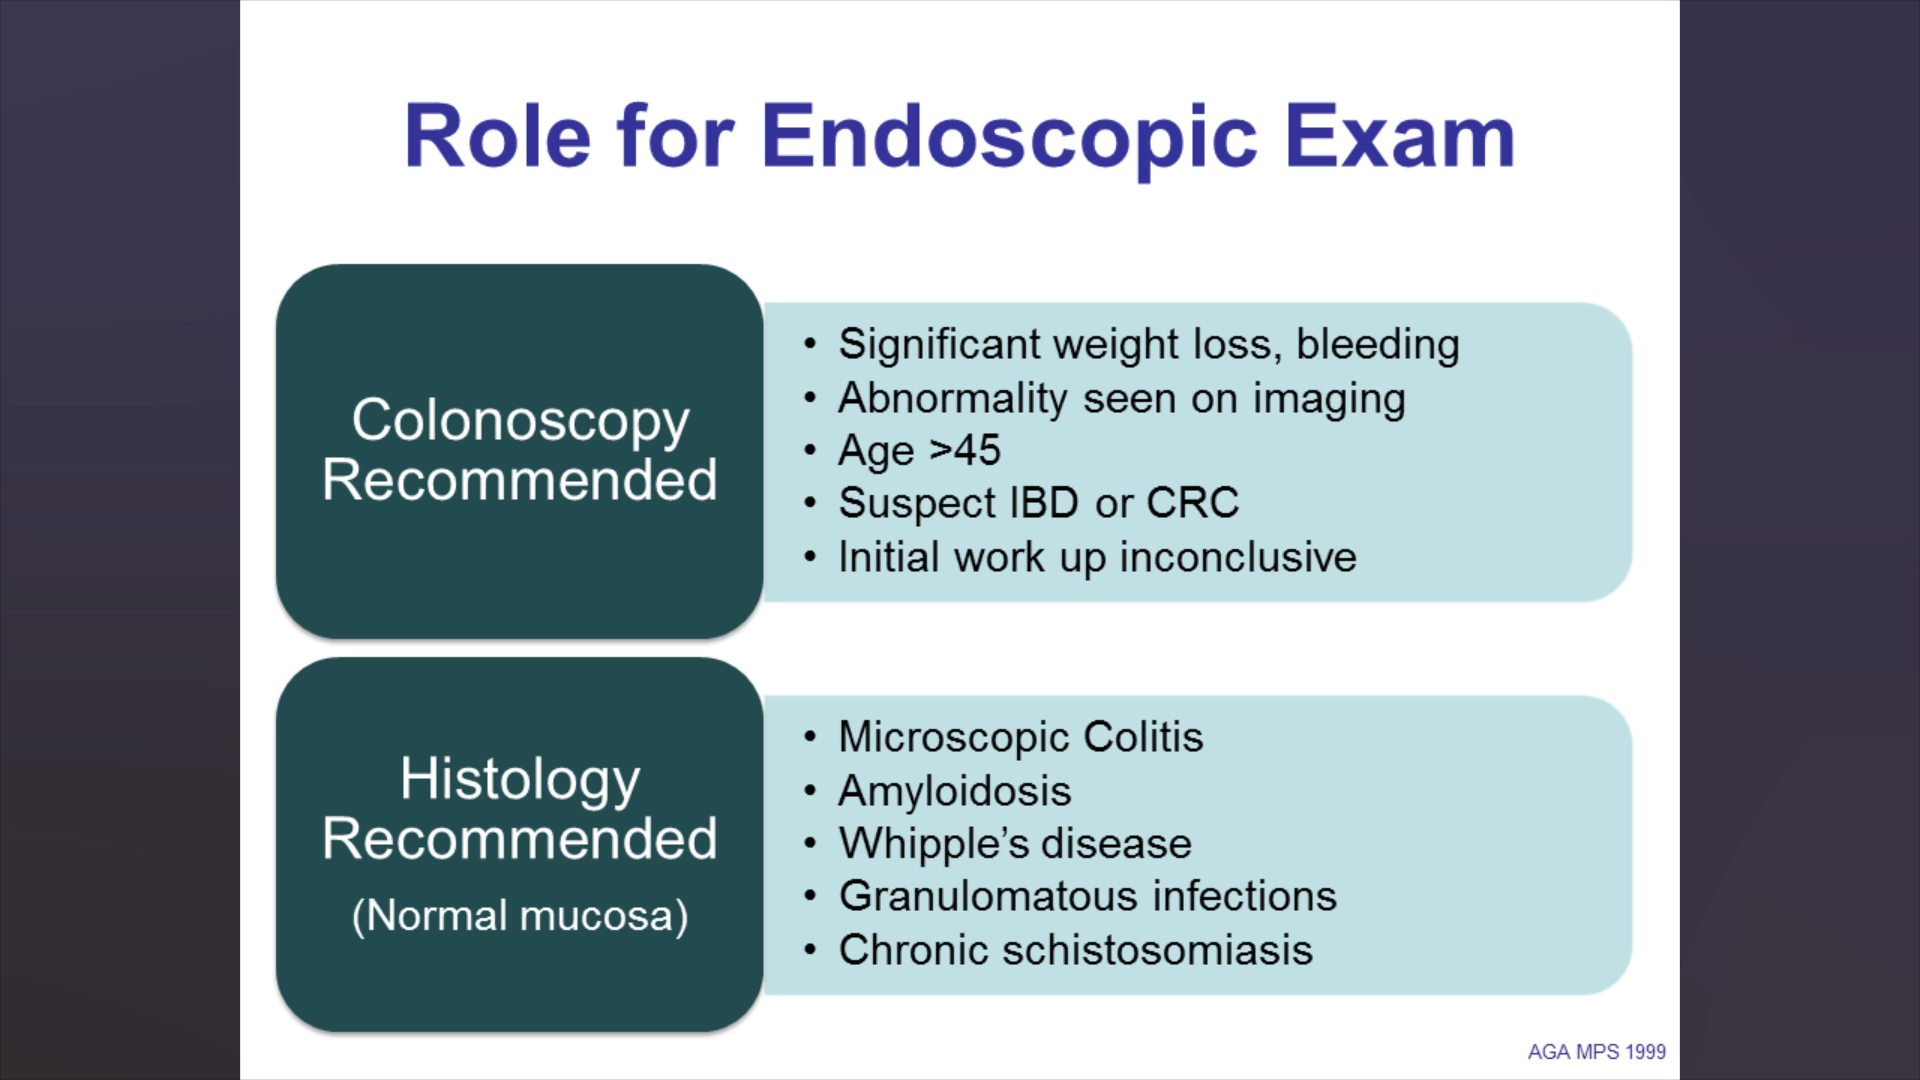 Role for Endoscopic Exam
Colonoscopy
Recommended
• Significant weight loss, bleeding
• Abnormality seen on imaging
• Age >45
• Suspect IBD or CRC
• Initial work up inconclusive
Histology
Recommended
(Normal mucosa)
• Microscopic Colitis
• Amyloidosis
• Whipple’s disease
• Granulomatous infections
• Chronic schistosomiasis
AGA MPS 1999